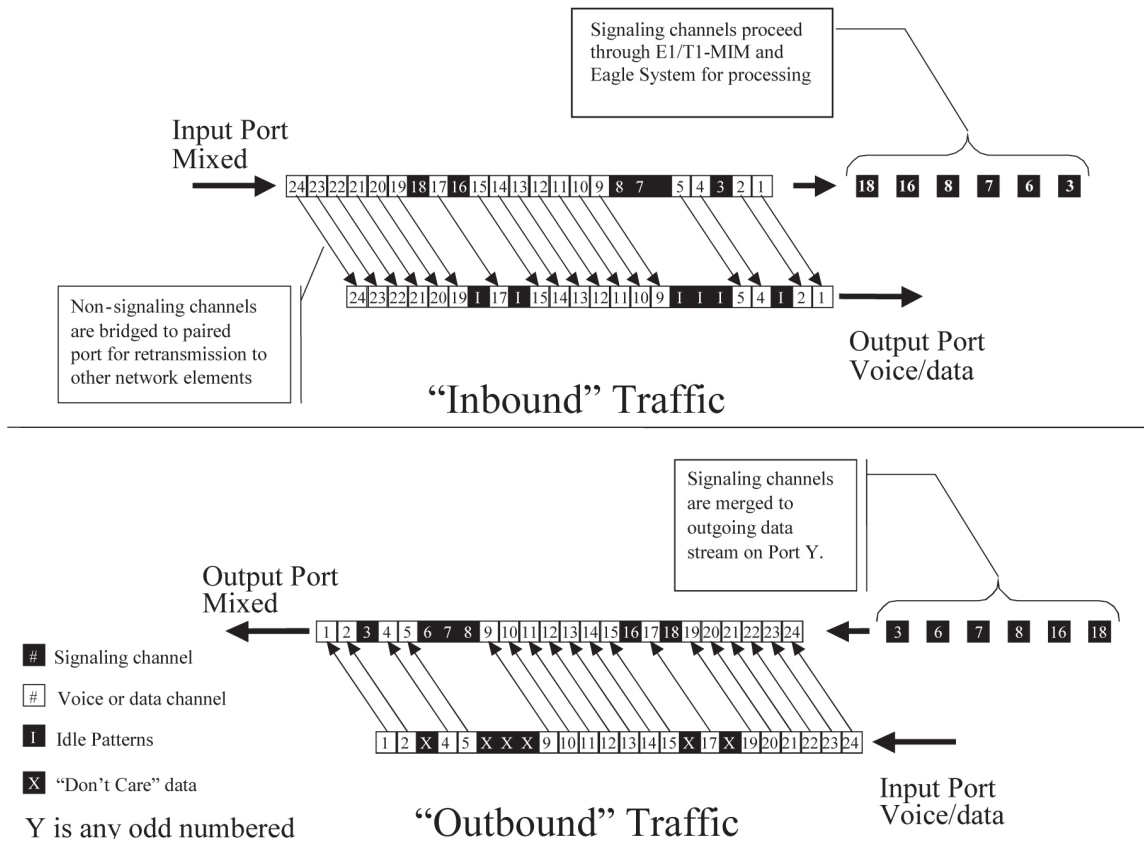 Signaling channels proceed
through E1/T1-MIM and
Eagle System for processing
Input Port
Mixed
24 23 22 21 20 19 18 17 16 15 14 13 12 11 10 9 8 7 5 4 3 2 1
18 16 8 7 6 3
24 23 22 21 20 19 I 17 I 15 14 13 12 11 10 9 I I I 5 4 I 2 1
Non-signaling channels
are bridged to paired
port for retransmission to
other network elements
Output Port
Voice/data
“Inbound” Traffic
Signaling channels
are merged to
outgoing data
stream on Port Y.
Output Port
Mixed
1 2 3 4 5 6 7 8 9 10 11 12 13 14 15 16 17 18 19 20 21 22 23 24
3 6 7 8 16 18
# Signaling channel
# Voice or data channel
I Idle Patterns
X “Don’t Care” data
1 2 X 4 5 X X X 9 10 11 12 13 14 15 X 17 X 19 20 21 22 23 24
Input Port
Voice/data
Y is any odd numbered
“Outbound” Traffic